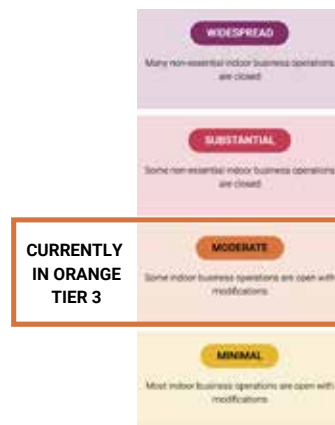 WIDESPREAD
Many non-essential indoor business operations
are closed
SUBSTANTIAL
Some non-essential indoor business operations
are closed
CURRENTLY
IN ORANGE
TIER 3
MODERATE
Some indoor business operations are open with
modifications
MINIMAL
Most indoor business operations are open with
modifications